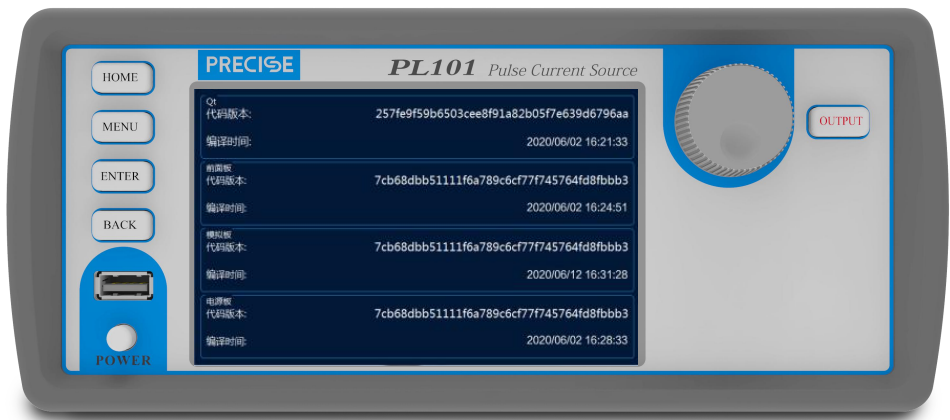 PRECISE
PL101 Pulse Current Source
HOME
MENU
ENTER
BACK
POWER
OUTPUT
Qt
代码版本: 257fe9f59b6503cee8f91a82b05f7e639d6796aa
编译时间: 2020/06/02 16:21:33
前面板
代码版本: 7cb68dbb51111f6a789c6cf77f745764fd8fbbb3
编译时间: 2020/06/02 16:24:51
模拟板
代码版本: 7cb68dbb51111f6a789c6cf77f745764fd8fbbb3
编译时间: 2020/06/12 16:31:28
电源板
代码版本: 7cb68dbb51111f6a789c6cf77f745764fd8fbbb3
编译时间: 2020/06/02 16:28:33